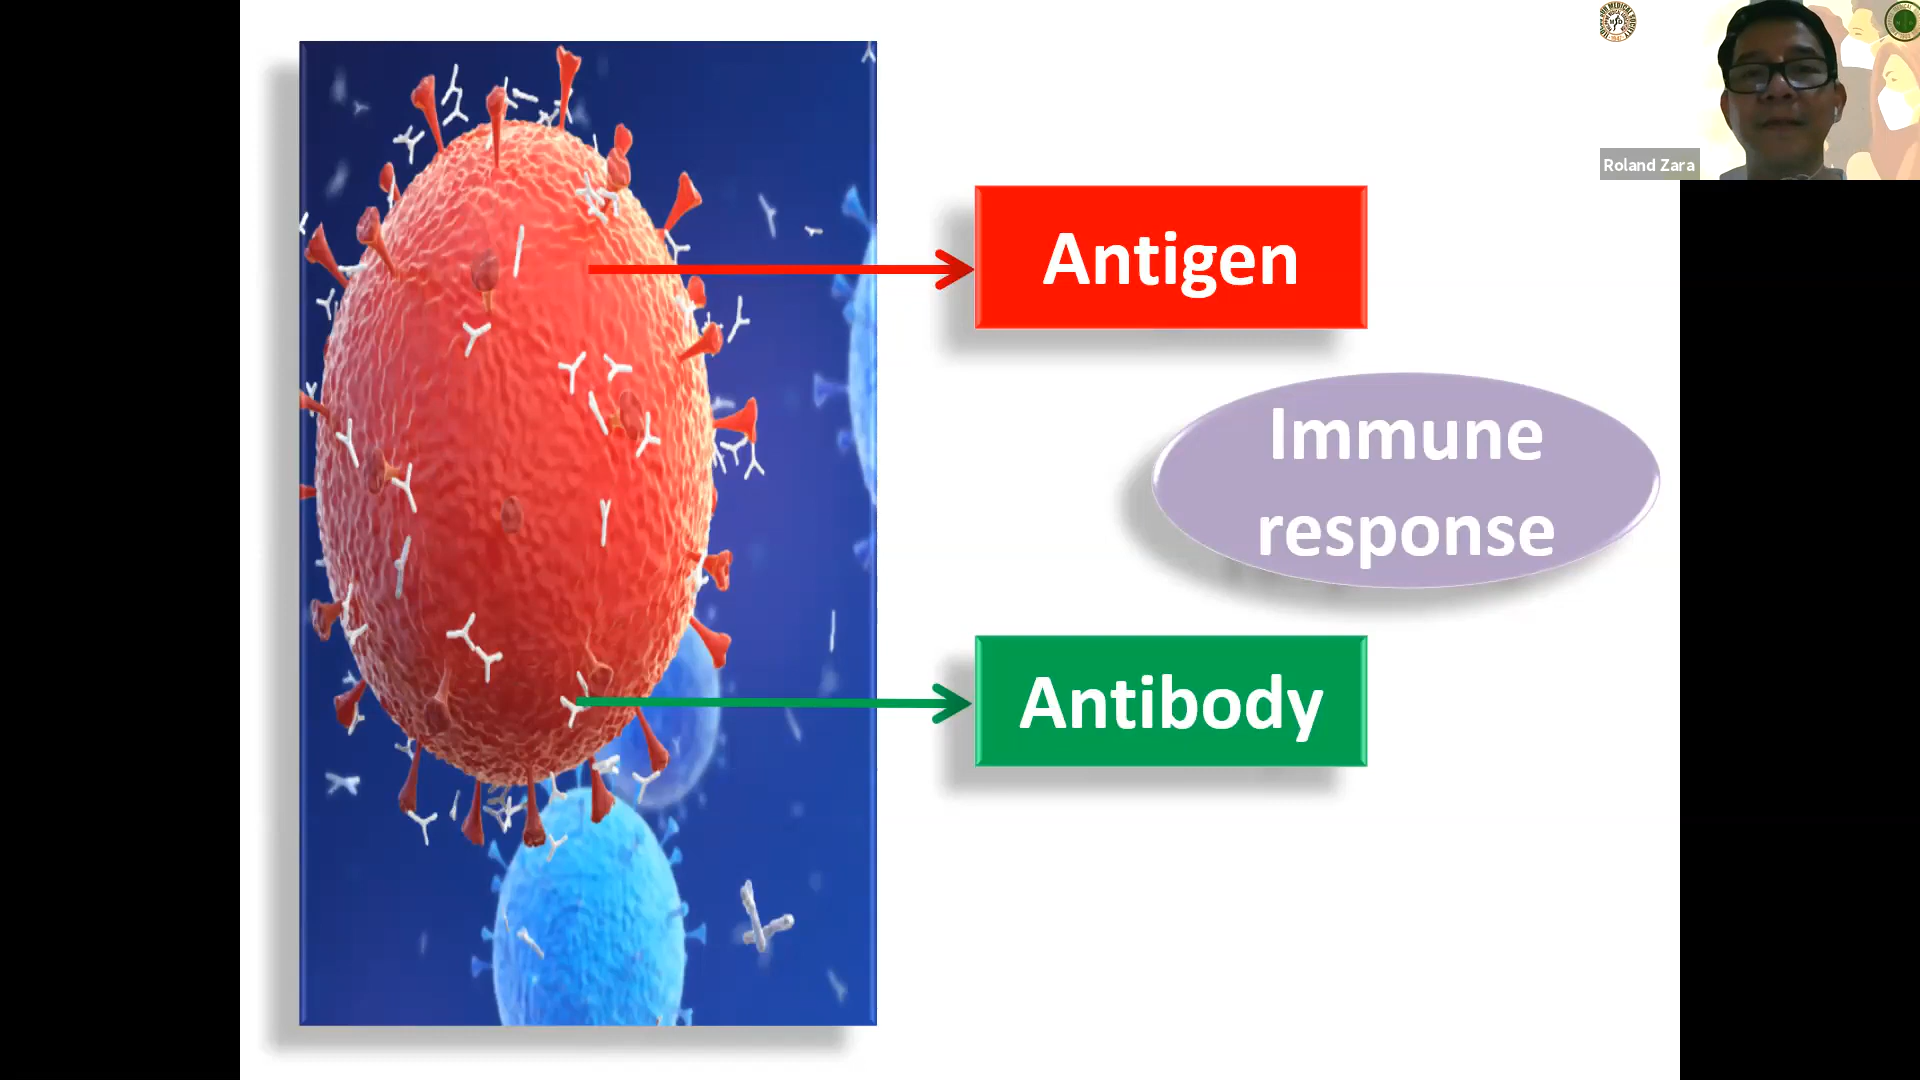 Antigen
Immune
response
Antibody
Roland Zara